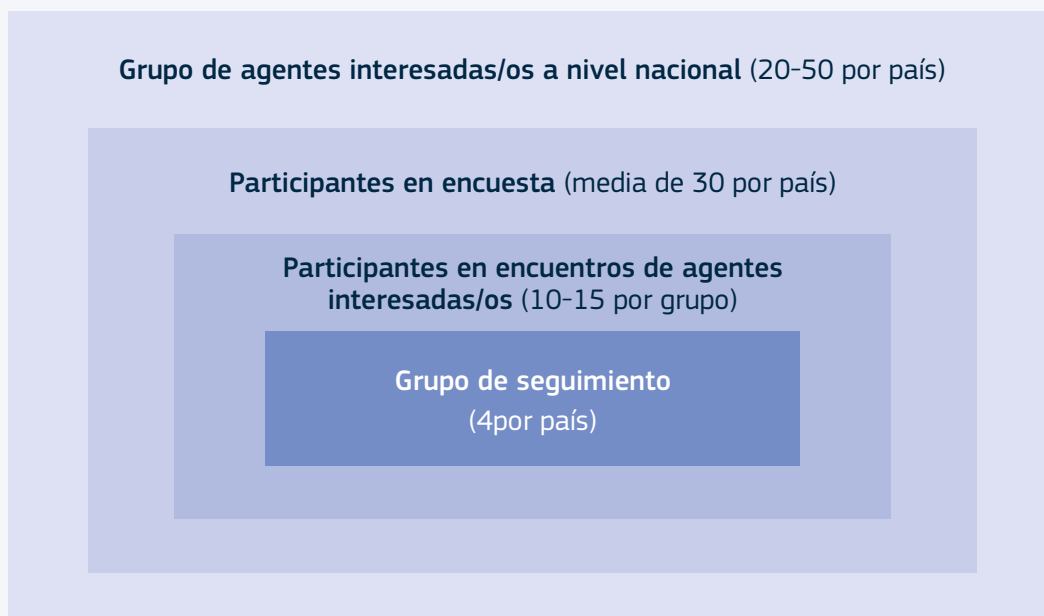 Grupo de agentes interesadas/os a nivel nacional (20-50 por país)
Participantes en encuesta (media de 30 por país)
Participantes en encuentros de agentes
interesadas/os (10-15 por grupo)
Grupo de seguimiento
(4por país)